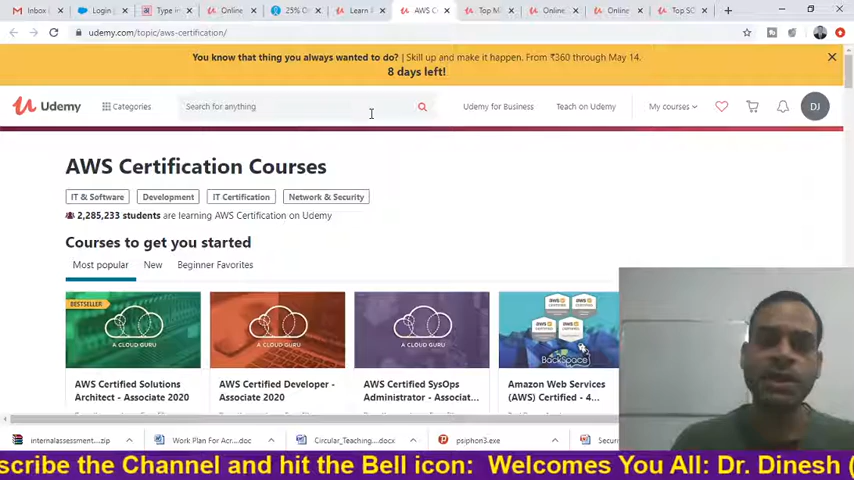 Inbox
Login
Type in
Online
25% O
Learn
AWS C
Top M
Online
Online
Top SC
udemy.com/topic/aws-certification/
You know that thing you always wanted to do? | Skill up and make it happen. From ₹360 through May 14.
8 days left!
Udemy
Categories
Search for anything
Udemy for Business
Teach on Udemy
My courses
DJ
AWS Certification Courses
IT & Software
Development
IT Certification
Network & Security
2,285,233 students are learning AWS Certification on Udemy
Courses to get you started
Most popular
New
Beginner Favorites
BESTSELLER
A CLOUD GURU
A CLOUD GURU
A CLOUD GURU
BackSpace
AWS Certified Solutions
Architect - Associate 2020
AWS Certified Developer -
Associate 2020
AWS Certified SysOps
Administrator - Associat...
Amazon Web Services
(AWS) Certified - 4...
internalassessment....zip
Work Plan For Ac...doc
Circular_Teaching....docx
psiphon3.exe
Secur
scribe the Channel and hit the Bell icon: Welcomes You All: Dr. Dinesh (